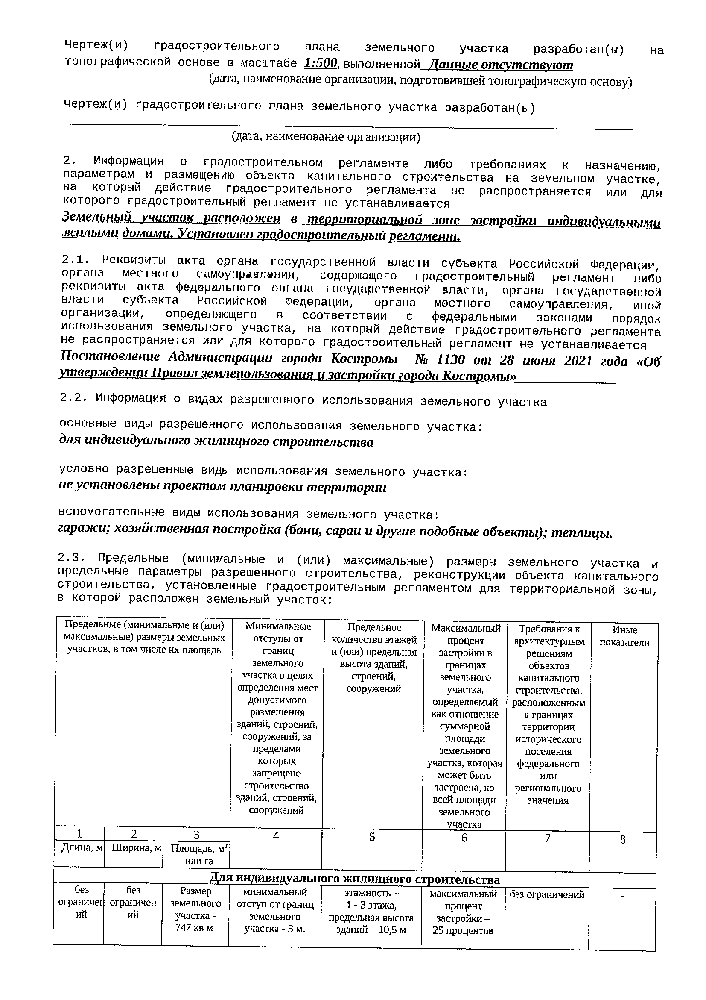 Чертеж(и) градостроительного плана земельного участка разработан(ы) на
топографической основе в масштабе 1:500, выполненной Данные отсутствуют
(дата, наименование организации, подготовившей топографическую основу)
Чертеж(и) градостроительного плана земельного участка разработан(ы)
(дата, наименование организации)
2. Информация о градостроительном регламенте либо требованиях к назначению,
параметрам и размещению объекта капитального строительства на земельном участке,
на который действие градостроительного регламента не распространяется или для
которого градостроительный регламент не устанавливается
Земельный участок расположен в территориальной зоне застройки индивидуальными
жилыми домами. Установлен градостроительный регламент.
2.1. Реквизиты акта органа государственной власти субъекта Российской Федерации,
органа местного самоуправления, содержащего градостроительный регламент либо
реквизиты акта федерального органа государственной власти, органа государственной
власти субъекта Российской Федерации, органа местного самоуправления, иной
организации, определяющего в соответствии с федеральными законами порядок
использования земельного участка, на который действие градостроительного регламента
не распространяется или для которого градостроительный регламент не устанавливается
Постановление Администрации города Костромы № 1130 от 28 июня 2021 года «Об
утверждении Правил землепользования и застройки города Костромы»
2.2. Информация о видах разрешенного использования земельного участка
основные виды разрешенного использования земельного участка:
для индивидуального жилищного строительства
условно разрешенные виды использования земельного участка:
не установлены проектом планировки территории
вспомогательные виды использования земельного участка:
гаражи; хозяйственная постройка (бани, сараи и другие подобные объекты); теплицы.
2.3. Предельные (минимальные и (или) максимальные) размеры земельного участка и
предельные параметры разрешенного строительства, реконструкции объекта капитального
строительства, установленные градостроительным регламентом для территориальной зоны,
в которой расположен земельный участок:
Предельные (минимальные и (или)
максимальные) размеры земельных
участков, в том числе их площадь
Минимальные
отступы от
границ
земельного
участка в целях
определения мест
допустимого
размещения
зданий, строений,
сооружений, за
пределами
которых
запрещено
строительство
зданий, строений,
сооружений
Предельное
количество этажей
и (или) предельная
высота зданий,
строений,
сооружений
Максимальный
процент
застройки в
границах
земельного
участка,
определяемый
как отношение
суммарной
площади
земельного
участка, которая
может быть
застроена, ко
всей площади
земельного
участка
Требования к
архитектурным
решениям
объектов
капитального
строительства,
расположенным
в границах
территории
исторического
поселения
федерального
или
регионального
значения
Иные
показатели
1 2 3 4 5 6 7 8
Длина, м Ширина, м Площадь, м²
или га
Для индивидуального жилищного строительства
без
ограничен
ий
без
ограничен
ий
Размер
земельного
участка -
747 кв м
минимальный
отступ от границ
земельного
участка - 3 м.
этажность –
1 - 3 этажа,
предельная высота
зданий 10,5 м
максимальный
процент
застройки –
25 процентов
без ограничений
-